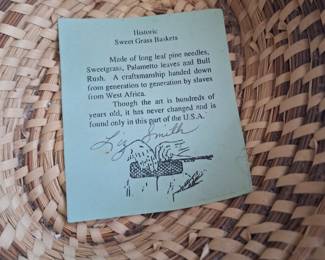 Historic
Sweet Grass Baskets
Made of long leaf pine needles,
Sweetgrass, Palmetto leaves and Bull
Rush. A craftsmanship handed down
from generation to generation by slaves
from West Africa.
Though the art is hundreds of
years old, it has never changed and is
found only in this part of the U.S.A.
Smith